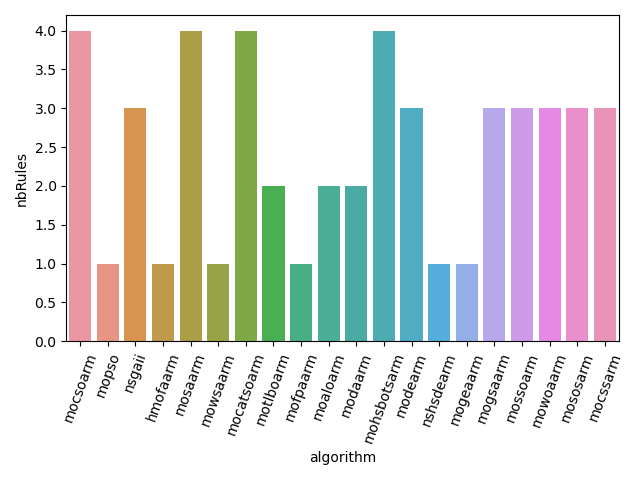 nbRules
4.0
3.5
3.0
2.5
2.0
1.5
1.0
0.5
0.0
mocsoarm
mopso
nsgaii
hmofaarm
mosaarm
mowsaarm
mocatsoarm
motlboarm
mofpaarm
moaloarm
modaarm
mohsbotsarm
modearm
nshsdearm
mogeaarm
mogsaarm
mossoarm
mowoaarm
mososarm
mocssarm
algorithm